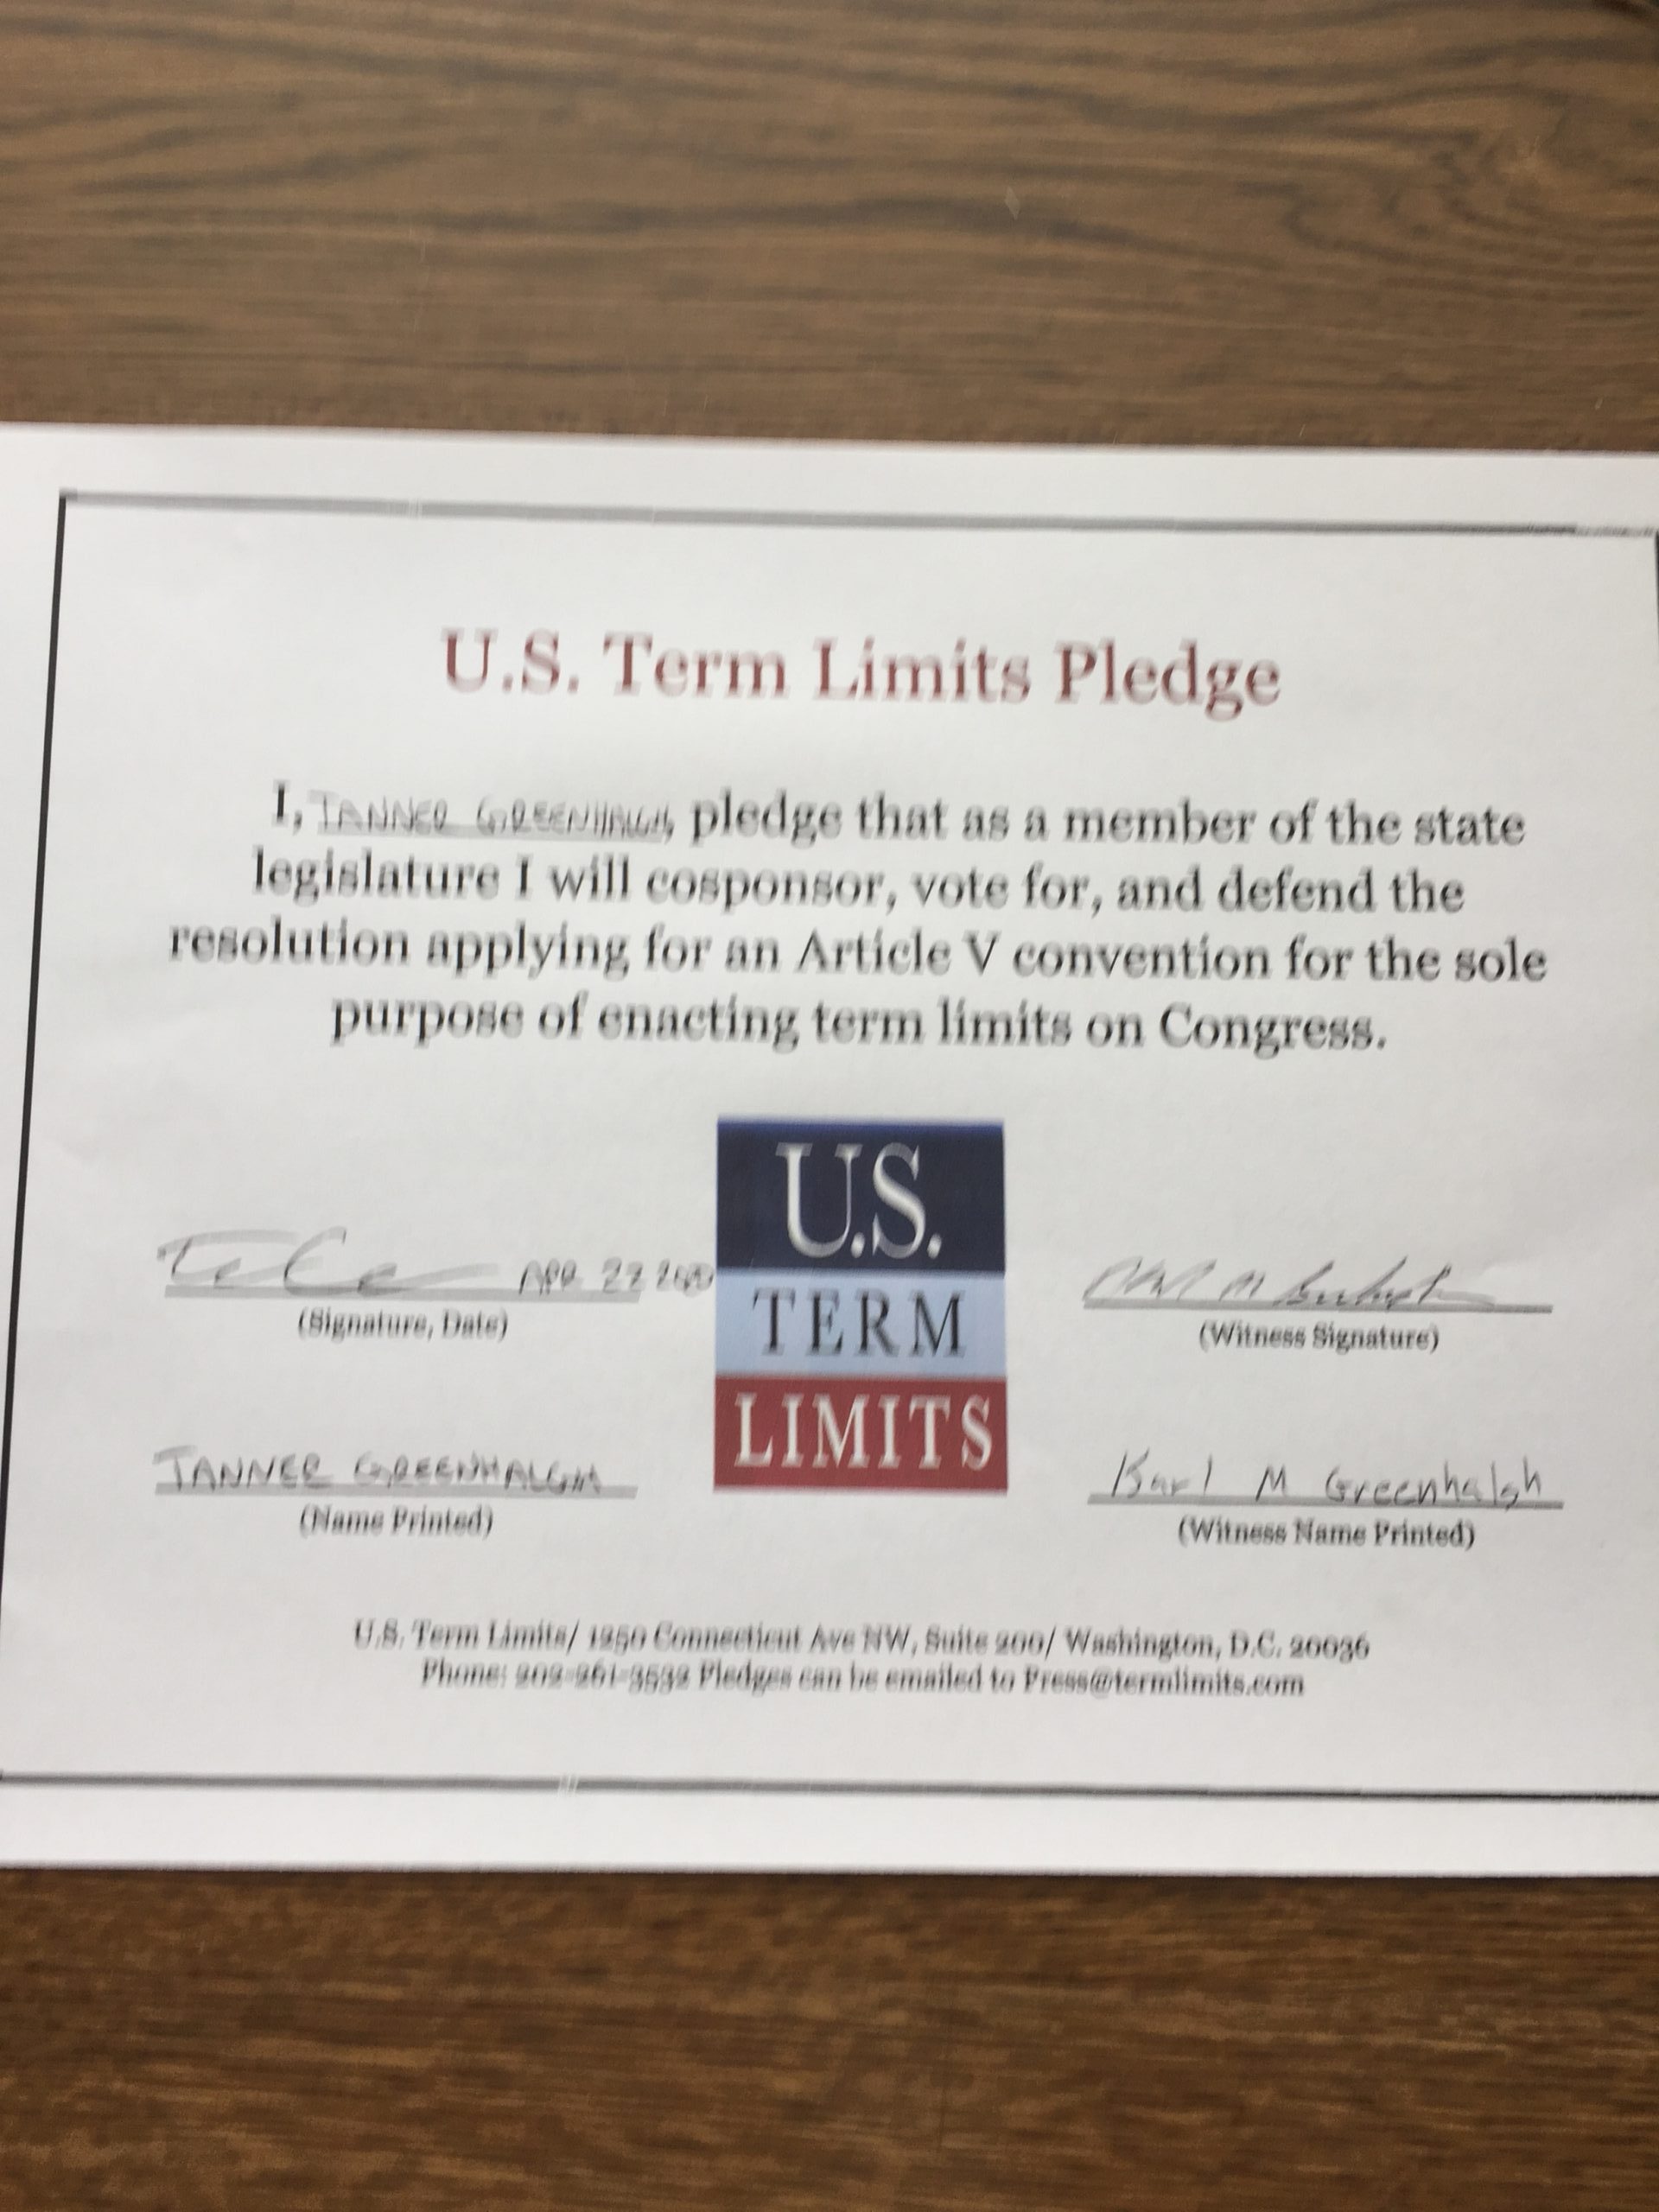 U.S. Term Limits Pledge
I, TANNER GREENHALGH, pledge that as a member of the state
legislature I will cosponsor, vote for, and defend the
resolution applying for an Article V convention for the sole
purpose of enacting term limits on Congress.
U.S.
TERM
LIMITS
APR 27
(Signature, Date)
(Witness Signature)
TANNER GREENHALGH
Karl M Greenhalgh
(Name Printed)
(Witness Name Printed)
U.S. Term Limits/ 1250 Connecticut Ave NW, Suite 200/ Washington, D.C. 20036
Phone: 202-261-3532 Pledges can be emailed to Press@termlimits.com